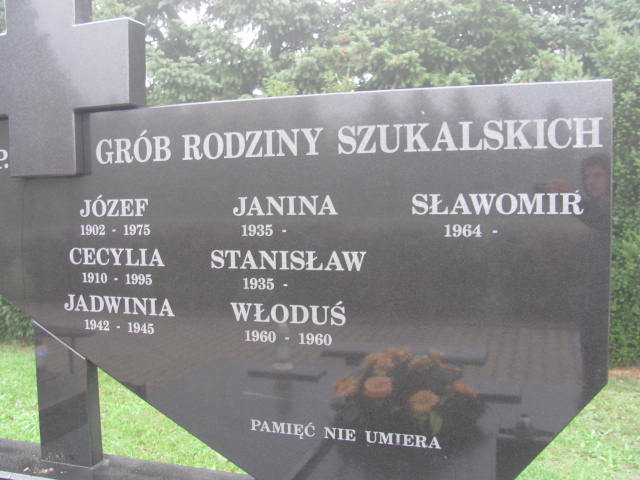 P.
GRÓB RODZINY SZUKALSKICH
JÓZEF
1902 - 1975
CECYLIA
1910 - 1995
JADWINIA
1942 - 1945
JANINA
1935 -
STANISŁAW
1935 -
WŁODUŚ
1960 - 1960
SŁAWOMIR
1964 -
PAMIĘĆ NIE UMIERA